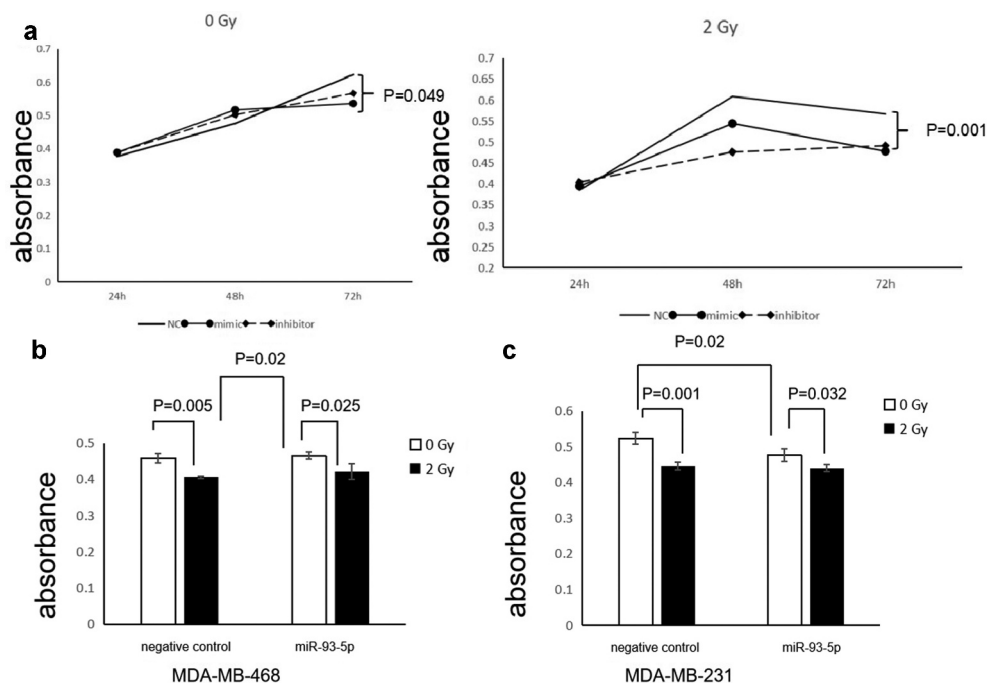 a
0 Gy
absorbance
0.7
0.6
0.5
0.4
0.3
0.2
0.1
0
24h
48h
72h
P=0.049
NC
mimic
inhibitor
2 Gy
absorbance
0.7
0.65
0.6
0.55
0.5
0.45
0.4
0.35
0.3
0.25
0.2
24h
48h
72h
P=0.001
NC
mimic
inhibitor
b
P=0.02
P=0.005
P=0.025
absorbance
0.5
0.4
0.3
0.2
0.1
0
0 Gy
2 Gy
negative control
miR-93-5p
MDA-MB-468
c
P=0.02
P=0.001
P=0.032
absorbance
0.6
0.5
0.4
0.3
0.2
0.1
0
0 Gy
2 Gy
negative control
miR-93-5p
MDA-MB-231